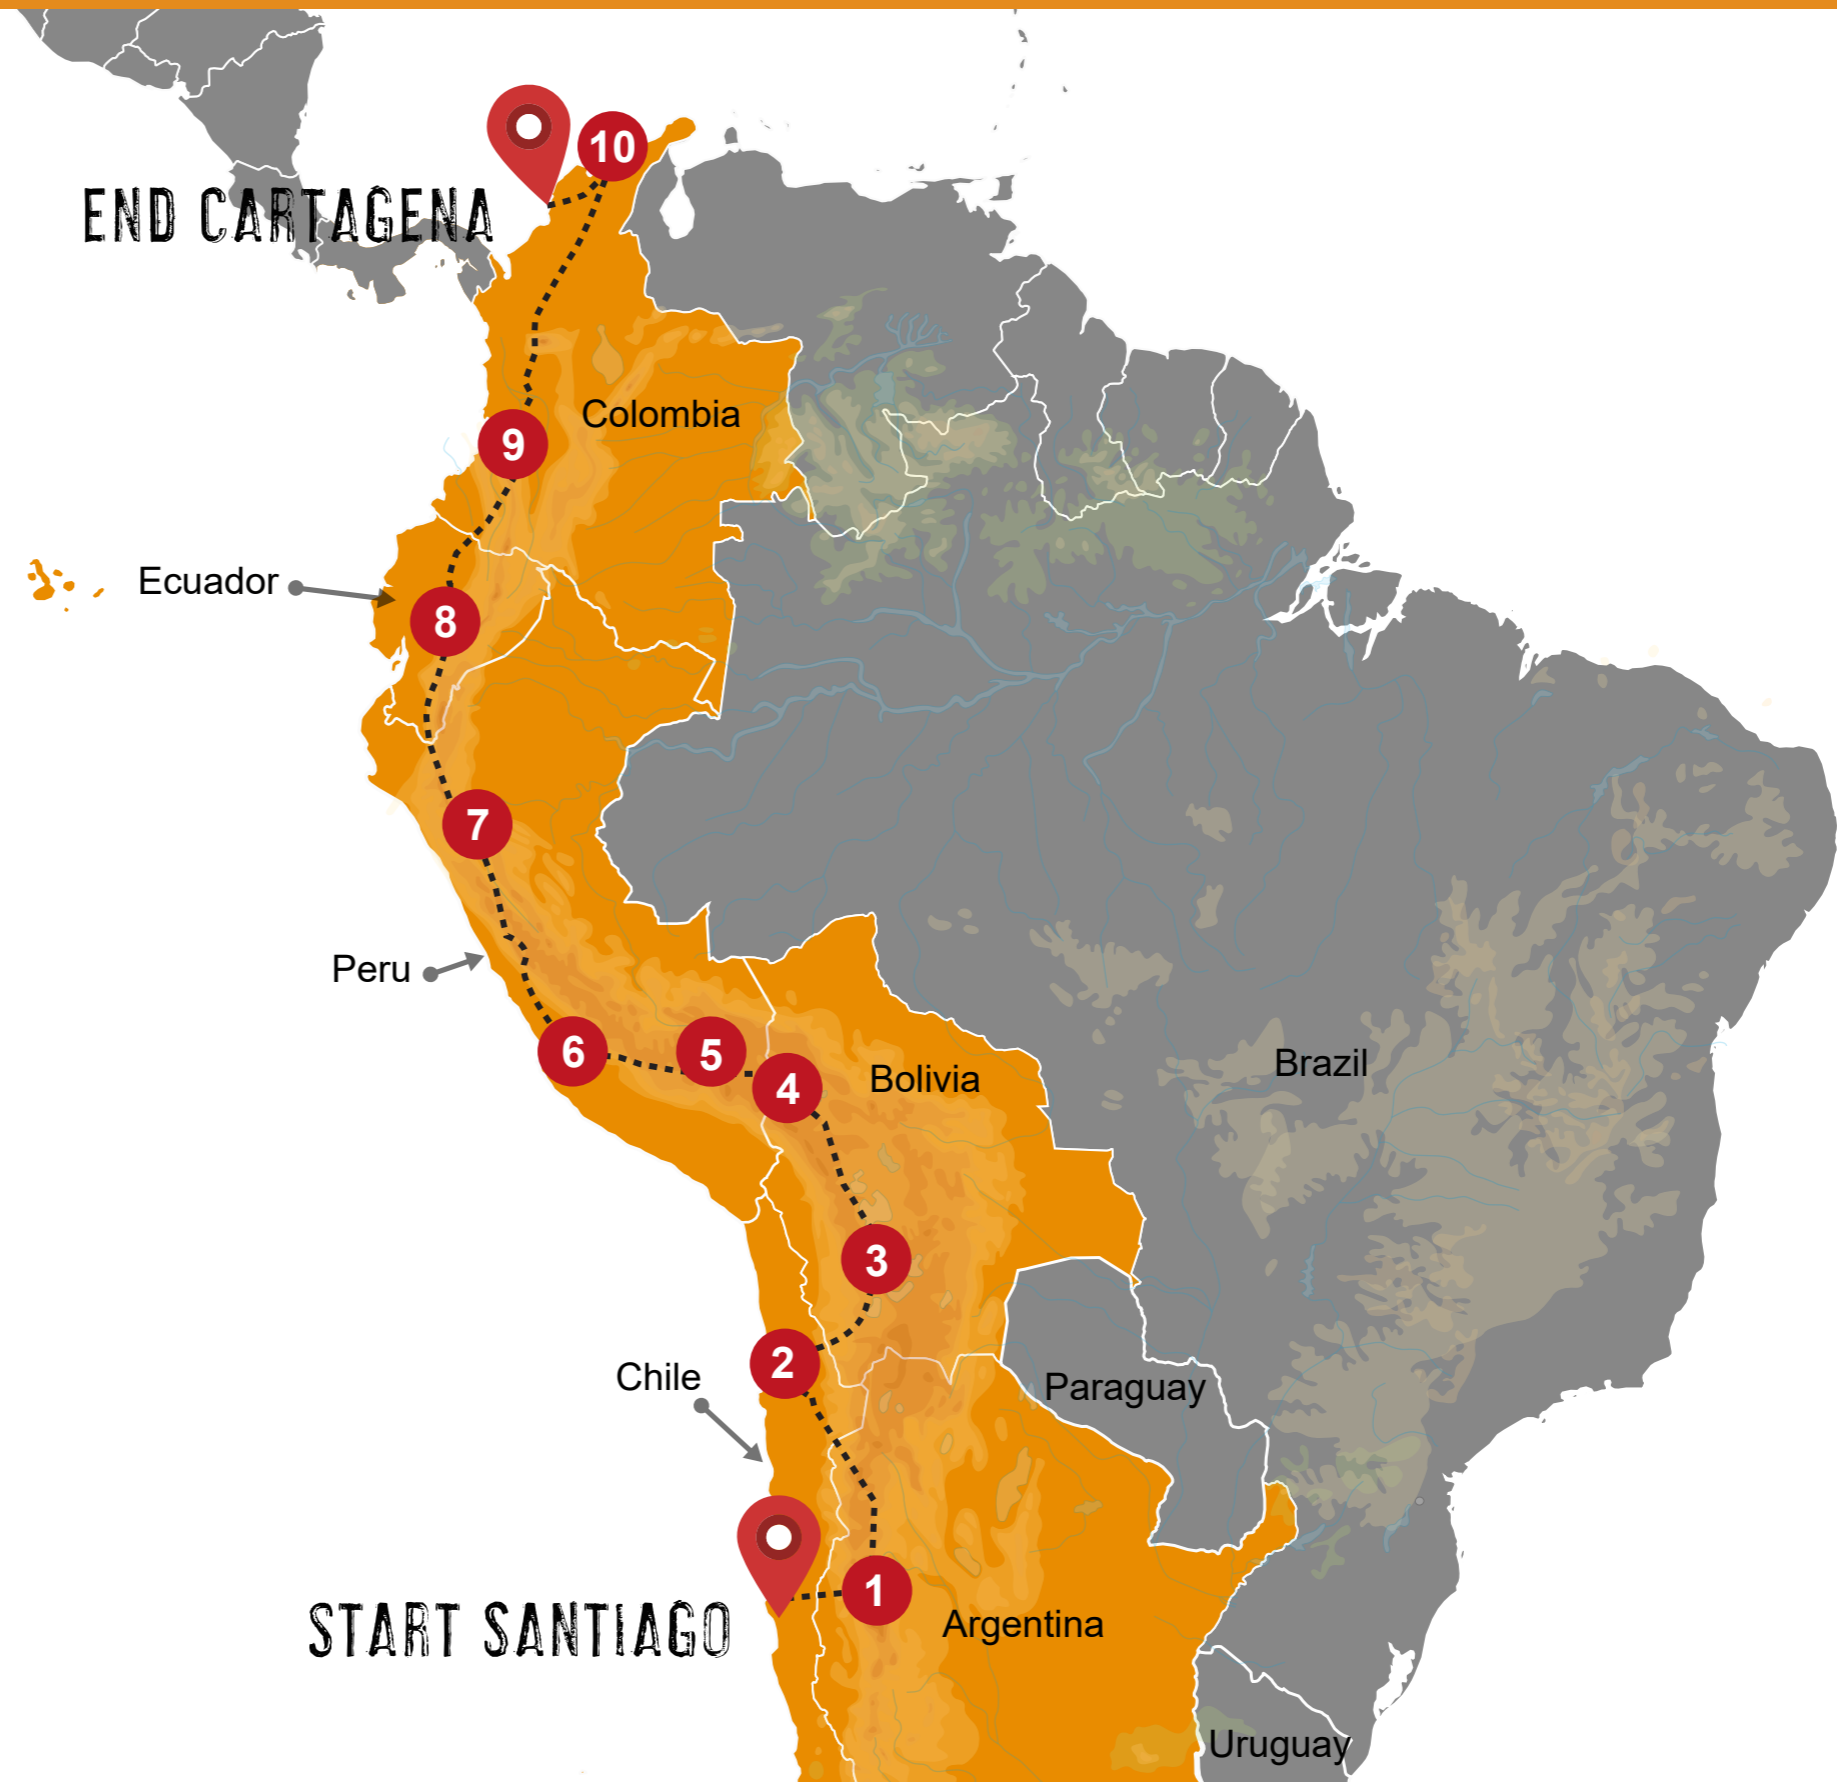 10
END CARTAGENA
Colombia
9
Ecuador
8
7
Peru
6
5
4
Bolivia
Brazil
3
2
Chile
Paraguay
1
START SANTIAGO
Argentina
Uruguay